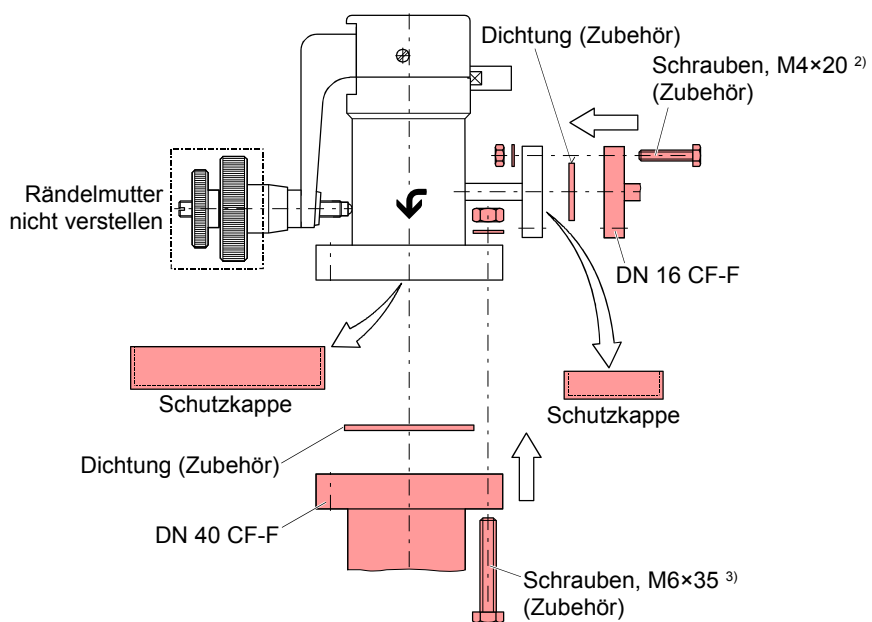 Dichtung (Zubehör)
Schrauben, M4×20 ²⁾
(Zubehör)
Rändelmutter
nicht verstellen
DN 16 CF-F
Schutzkappe
Schutzkappe
Dichtung (Zubehör)
DN 40 CF-F
Schrauben, M6×35 ³⁾
(Zubehör)